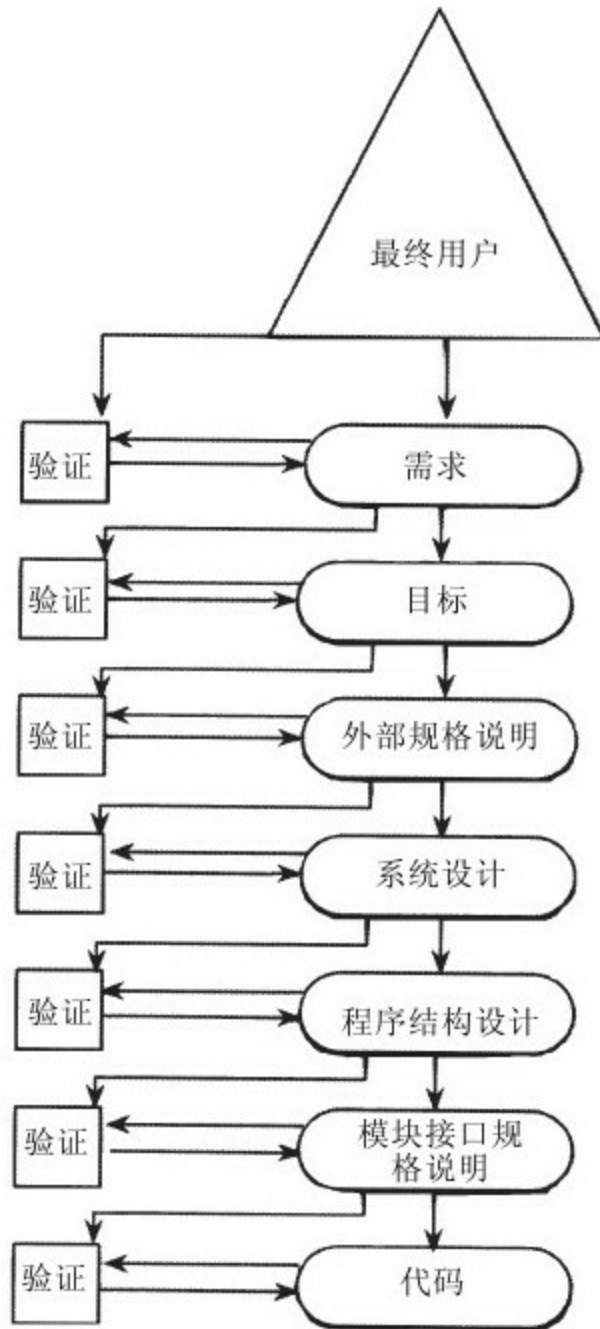 最终用户
验证
需求
验证
目标
验证
外部规格说明
验证
系统设计
验证
程序结构设计
验证
模块接口规
格说明
验证
代码